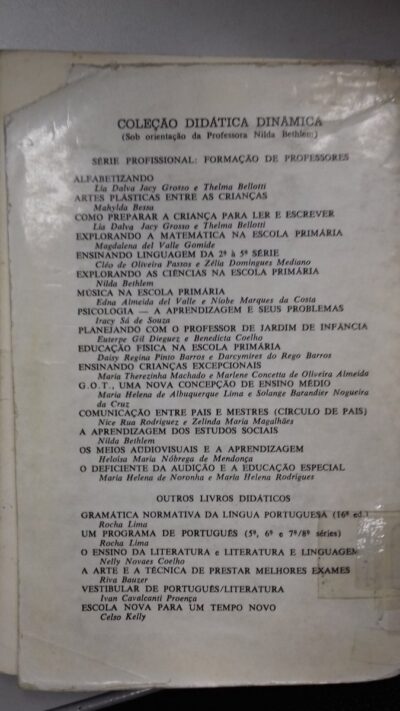 COLEÇÃO DIDÁTICA DINÂMICA
(Sob orientação da Professora Nilda Bethlem)
SÉRIE PROFISSIONAL: FORMAÇÃO DE PROFESSORES
ALFABETIZANDO
Lia Dalva Jacy Grosso e Thelma Bellotti
ARTES PLÁSTICAS ENTRE AS CRIANÇAS
Mahylda Bessa
COMO PREPARAR A CRIANÇA PARA LER E ESCREVER
Lia Dalva Jacy Grosso e Thelma Bellotti
EXPLORANDO A MATEMÁTICA NA ESCOLA PRIMÁRIA
Magdalena del Valle Gomide
ENSINANDO LINGUAGEM DA 2ª à 5ª SÉRIE
Cléo de Oliveira Passos e Zélia Domingues Mediano
EXPLORANDO AS CIÊNCIAS NA ESCOLA PRIMÁRIA
Nilda Bethlem
MÚSICA NA ESCOLA PRIMÁRIA
Edna Almeida del Valle e Niobe Marques da Costa
PSICOLOGIA — A APRENDIZAGEM E SEUS PROBLEMAS
Iracy Sá de Souza
PLANEJANDO COM O PROFESSOR DE JARDIM DE INFÂNCIA
Euterpe Gil Dieguez e Benedicta Coelho
EDUCAÇÃO FÍSICA NA ESCOLA PRIMÁRIA
Daisy Regina Pinto Barros e Darcymires do Rego Barros
ENSINANDO CRIANÇAS EXCEPCIONAIS
Maria Therezinha Machado e Marlene Concetta de Oliveira Almeida
G.O.T., UMA NOVA CONCEPÇÃO DE ENSINO MÉDIO
Maria Helena de Albuquerque Lima e Solange Barandier Nogueira
da Cruz
COMUNICAÇÃO ENTRE PAIS E MESTRES (CÍRCULO DE PAIS)
Nice Rua Rodriguez e Zelinda Maria Magalhães
A APRENDIZAGEM DOS ESTUDOS SOCIAIS
Nilda Bethlem
OS MEIOS AUDIOVISUAIS E A APRENDIZAGEM
Heloísa Maria Nóbrega de Mendonça
O DEFICIENTE DA AUDIÇÃO E A EDUCAÇÃO ESPECIAL
Maria Helena de Noronha e Maria Helena Rodrigues
OUTROS LIVROS DIDÁTICOS
GRAMÁTICA NORMATIVA DA LÍNGUA PORTUGUESA (16ª ed.)
Rocha Lima
UM PROGRAMA DE PORTUGUÊS (5ª, 6ª e 7ª/8ª séries)
Rocha Lima
O ENSINO DA LITERATURA e LITERATURA E LINGUAGEM
Nelly Novaes Coelho
A ARTE E A TÉCNICA DE PRESTAR MELHORES EXAMES
Riva Bauzer
VESTIBULAR DE PORTUGUÊS/LITERATURA
Ivan Cavalcanti Proença
ESCOLA NOVA PARA UM TEMPO NOVO
Celso Kelly